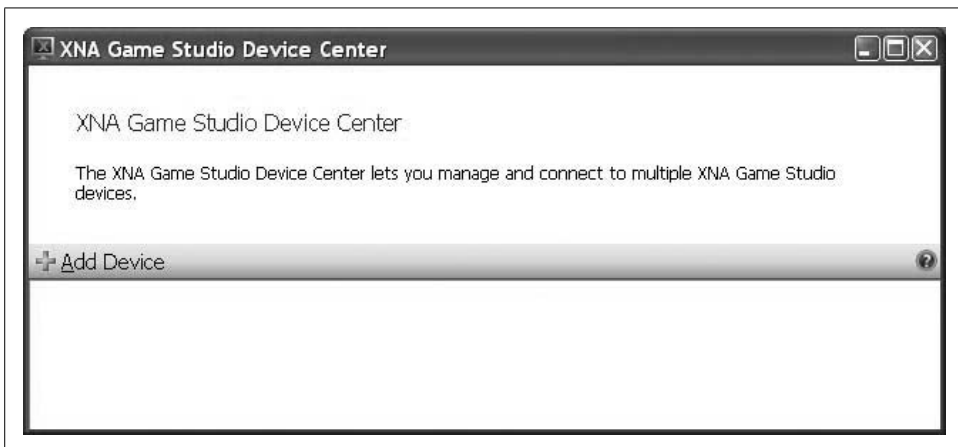 XNA Game Studio Device Center
XNA Game Studio Device Center
The XNA Game Studio Device Center lets you manage and connect to multiple XNA Game Studio
devices.
Add Device
?